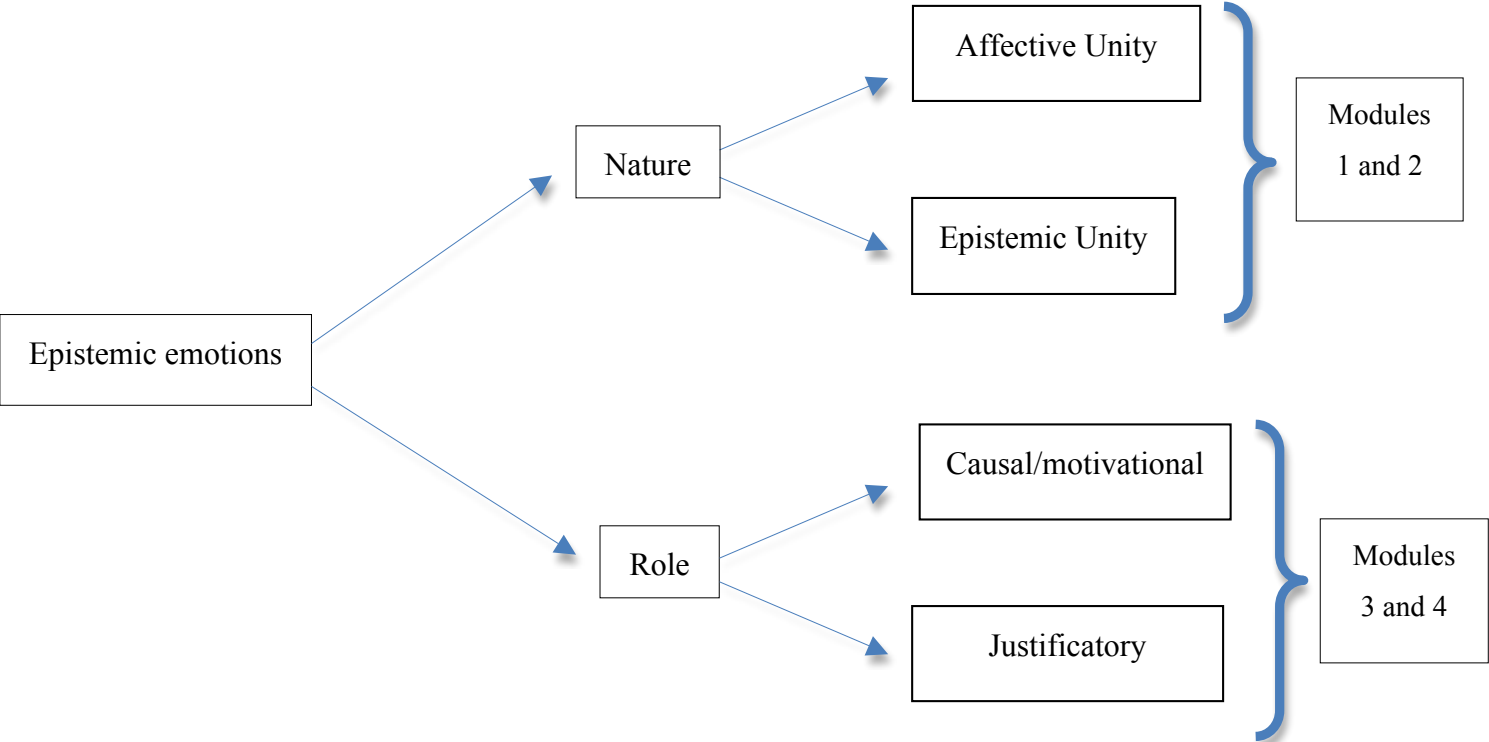 Epistemic emotions
Nature
Affective Unity
Epistemic Unity
Modules
1 and 2
Role
Causal/motivational
Justificatory
Modules
3 and 4